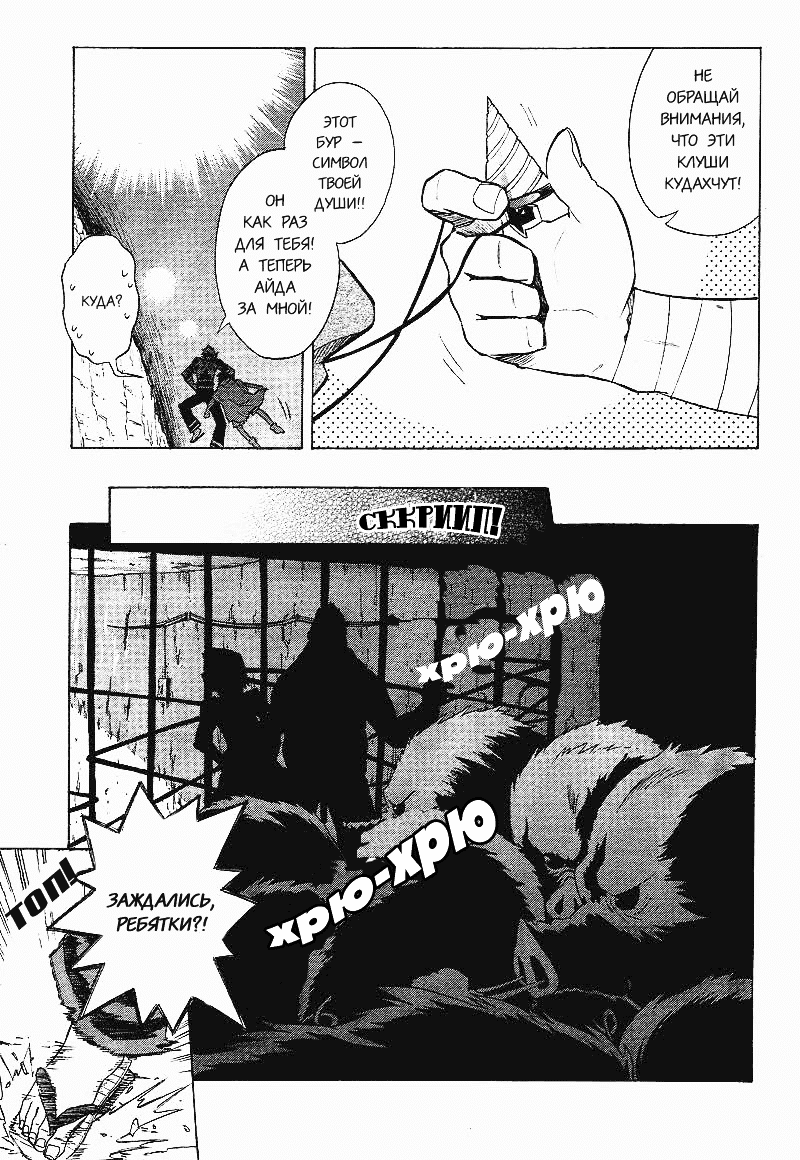 НЕ
ОБРАЩАЙ
ВНИМАНИЯ,
ЧТО ЭТИ
КЛУШИ
КУДАХЧУТ!
ЭТОТ
БУР –
СИМВОЛ
ТВОЕЙ
ДУШИ!!
ОН
КАК РАЗ
ДЛЯ ТЕБЯ!
А ТЕПЕРЬ
АЙДА
ЗА МНОЙ!
КУДА?
СККРИИП!
ХРЮ-ХРЮ
ХРЮ-ХРЮ
ЗАЖДАЛИСЬ,
РЕБЯТКИ?!
ТОП!